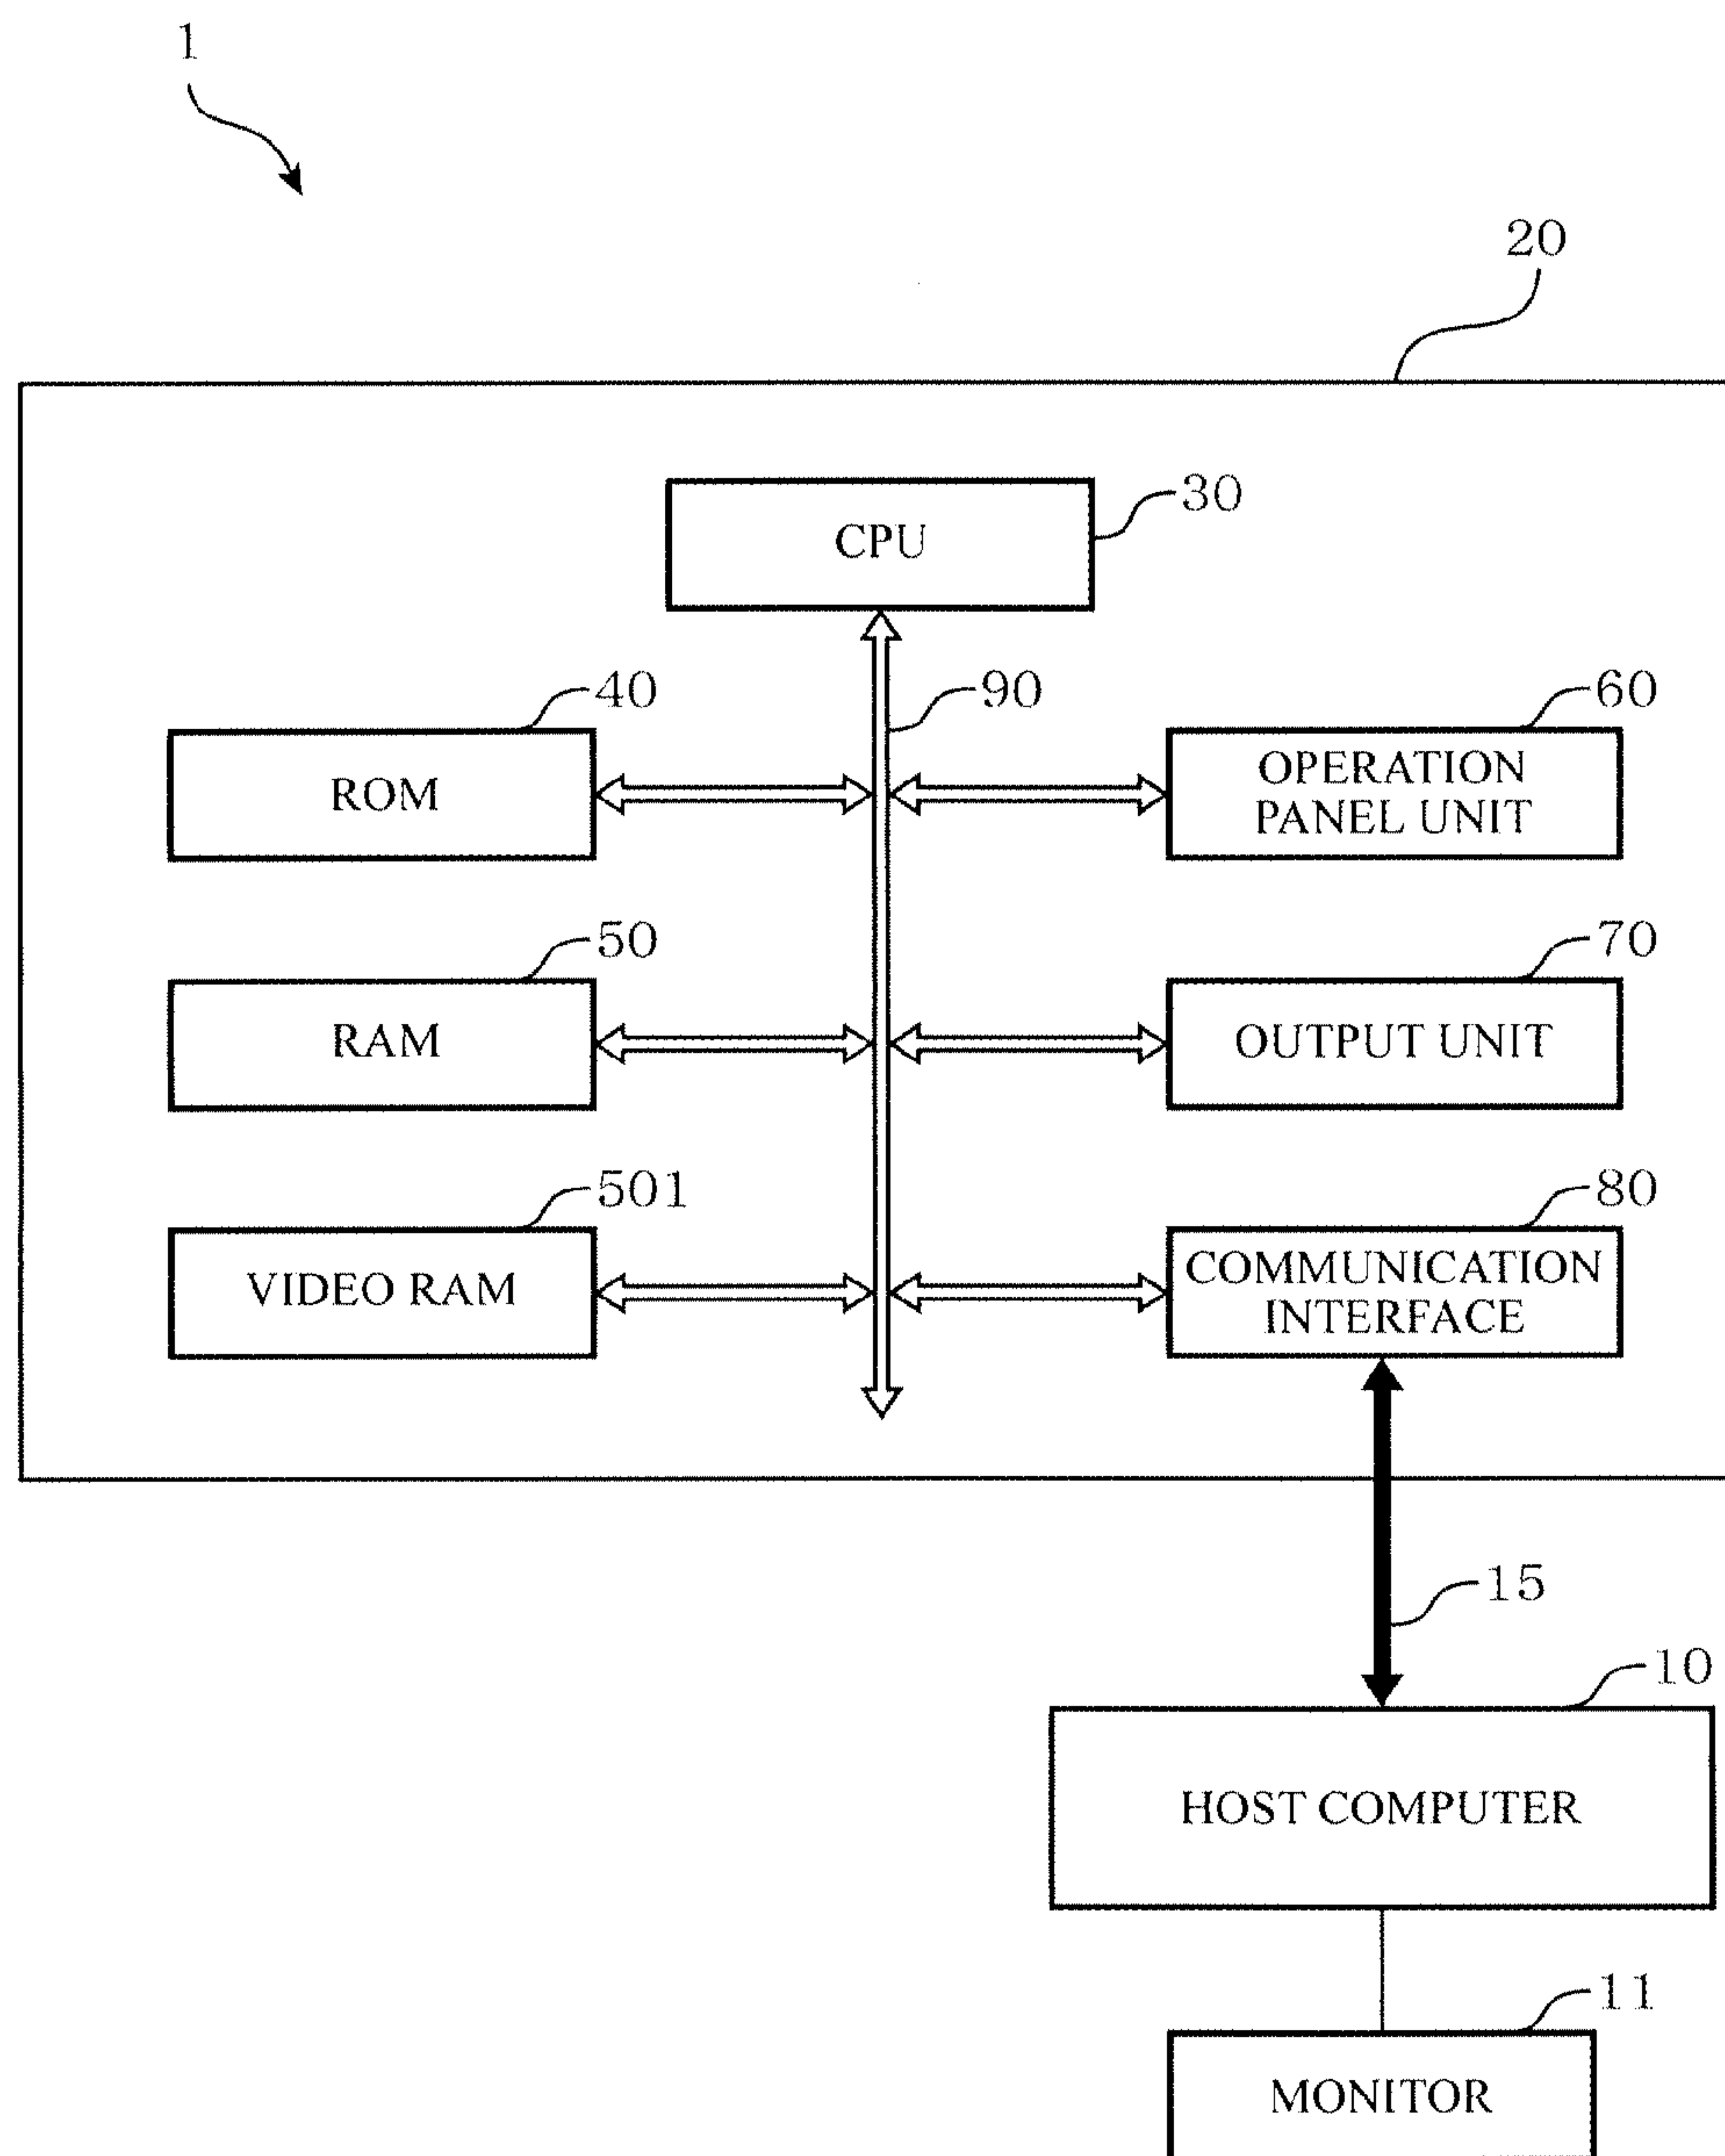 1
20
CPU
30
40
90
60
ROM
OPERATION
PANEL UNIT
50
70
RAM
OUTPUT UNIT
501
80
VIDEO RAM
COMMUNICATION
INTERFACE
15
10
HOST COMPUTER
11
MONITOR